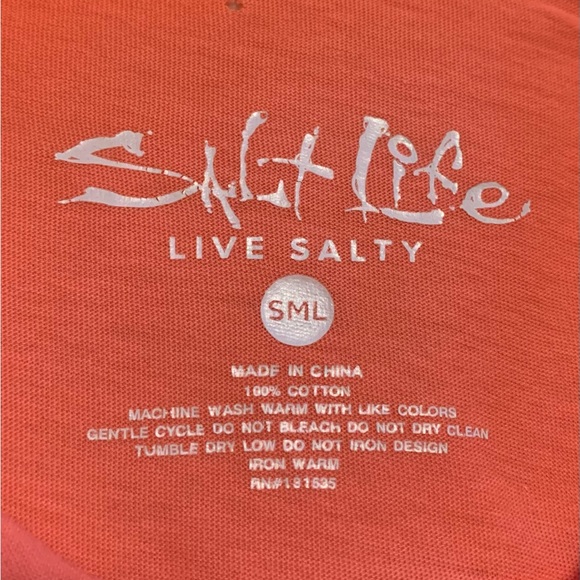 Salt Life
LIVE SALTY
SML
MADE IN CHINA
100% COTTON
MACHINE WASH WARM WITH LIKE COLORS
GENTLE CYCLE DO NOT BLEACH DO NOT DRY CLEAN
TUMBLE DRY LOW DO NOT IRON DESIGN
IRON WARM
RN#131535